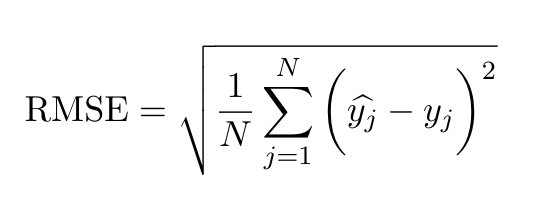 RMSE = \sqrt{\frac{1}{N} \sum_{j=1}^{N} \left( \widehat{y_j} - y_j \right)^2}